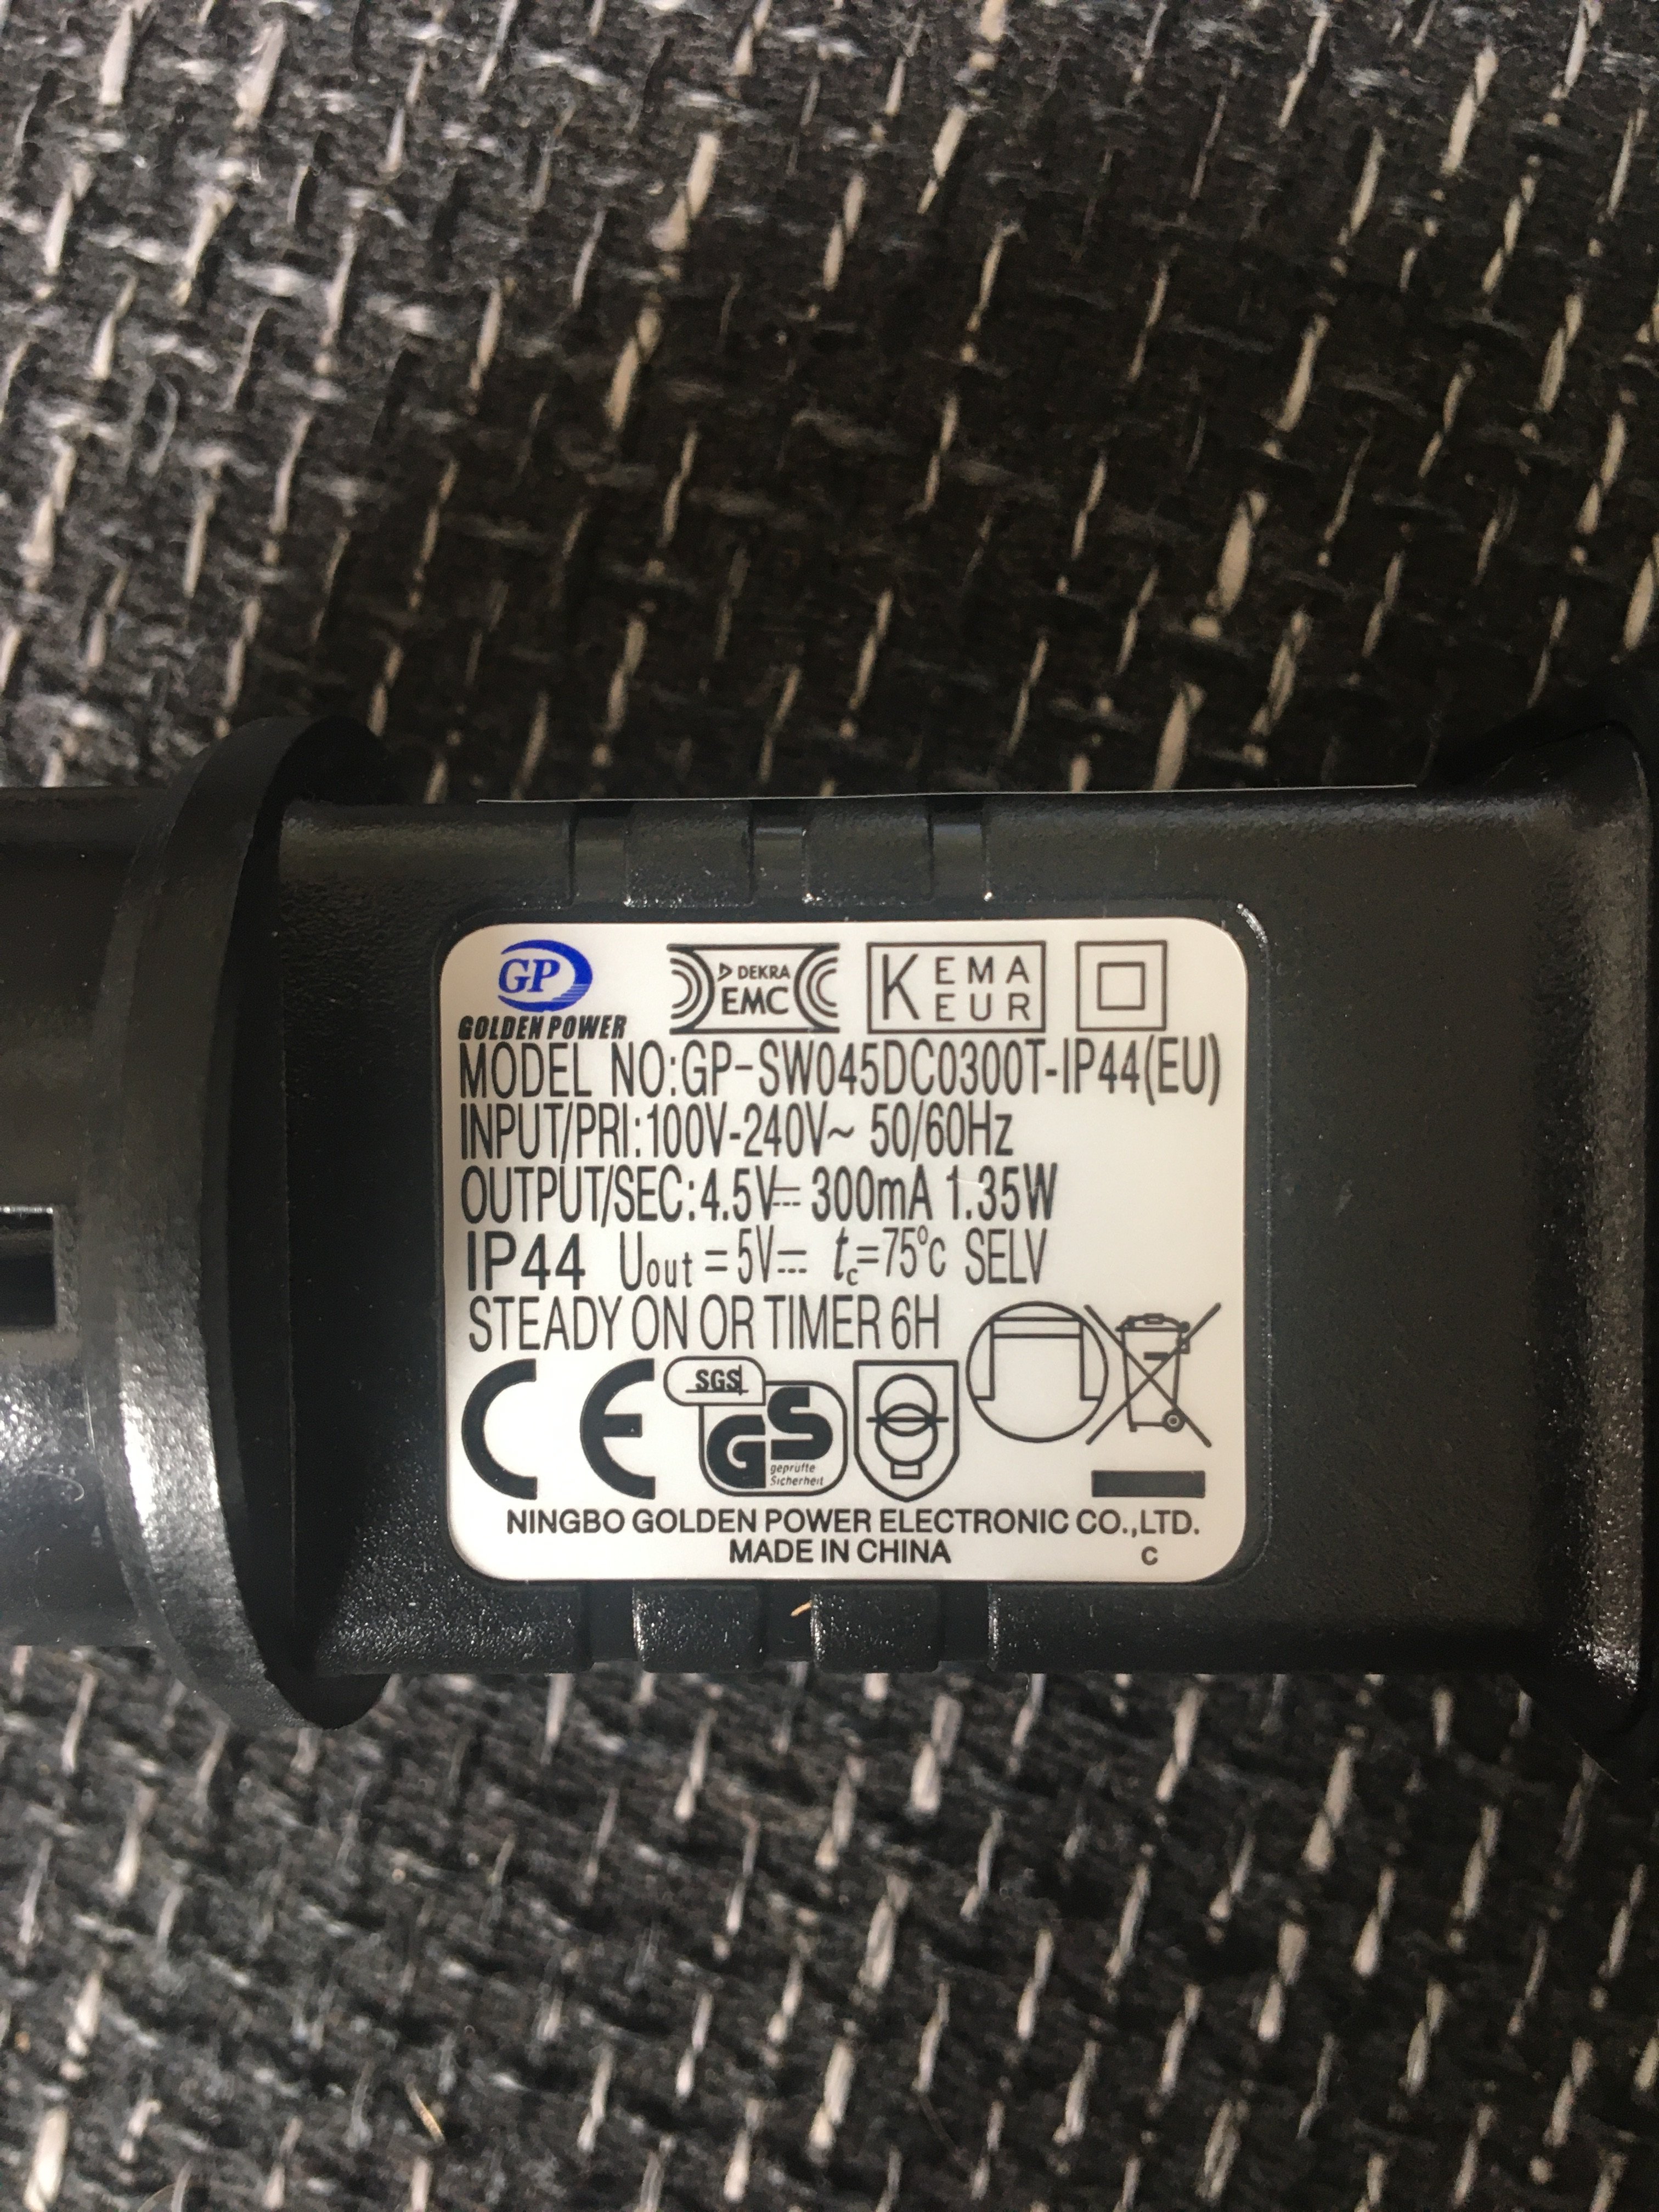 GP
GOLDEN POWER
DEKRA
EMC
KEMA
EUR
MODEL NO:GP-SW045DC0300T-IP44(EU)
INPUT/PRI:100V-240V~ 50/60Hz
OUTPUT/SEC:4.5V⎓ 300mA 1.35W
IP44 Uout =5V⎓ tc=75°c SELV
STEADY ON OR TIMER 6H
CE
SGS
GS
geprüfte
Sicherheit
NINGBO GOLDEN POWER ELECTRONIC CO.,LTD.
MADE IN CHINA
C